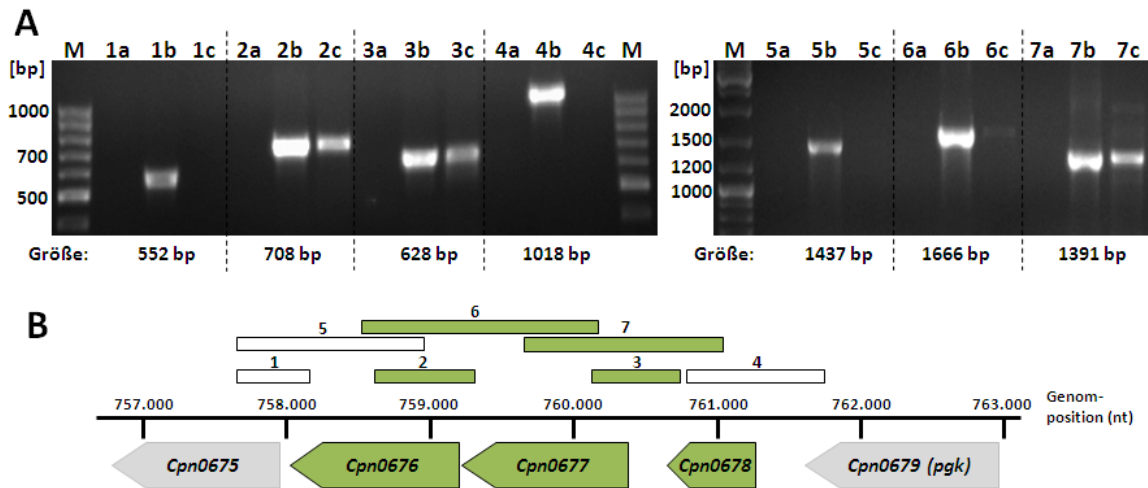 A
M 1a 1b 1c 2a 2b 2c 3a 3b 3c 4a 4b 4c M
[bp]
1000
700
500
Größe: 552 bp 708 bp 628 bp 1018 bp
M 5a 5b 5c 6a 6b 6c 7a 7b 7c
[bp]
2000
1500
1200
1000
1437 bp 1666 bp 1391 bp
B
6
5 7
1 2 3 4
757.000 758.000 759.000 760.000 761.000 762.000 763.000
Genom-
position (nt)
Cpn0675 Cpn0676 Cpn0677 Cpn0678 Cpn0679 (pgk)